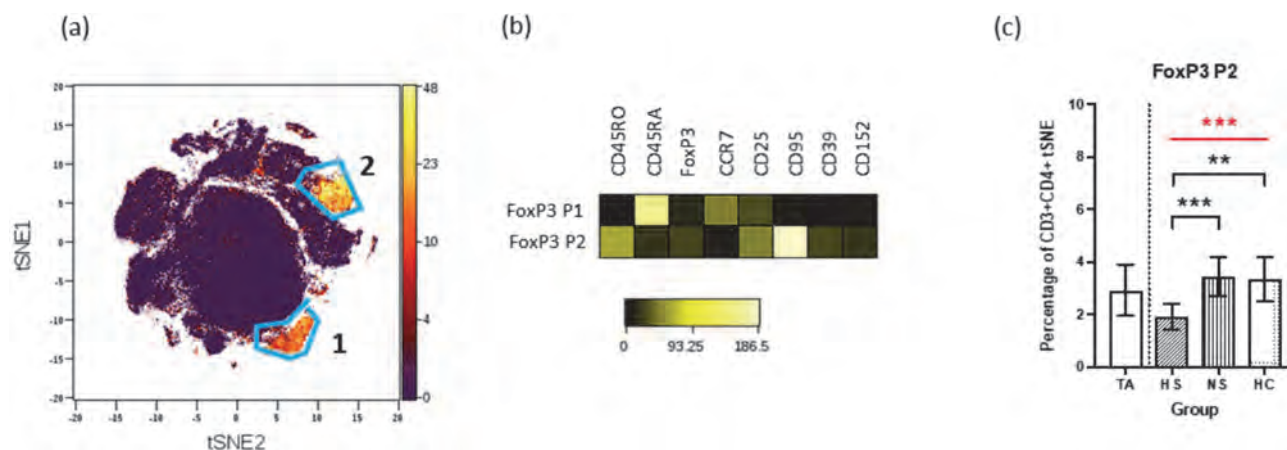 (a)
20
15
10
5
0
-5
-10
-15
-20
-20
-15
-10
-5
0
5
10
15
20
tSNE1
tSNE2
2
1
48
23
10
4
0
(b)
CD45RO
CD45RA
FoxP3
CCR7
CD25
CD95
CD39
CD152
FoxP3 P1
FoxP3 P2
0
93.25
186.5
(c)
FoxP3 P2
Percentage of CD3+CD4+ tSNE
10
8
6
4
2
0
***
**
***
TA
HS
NS
HC
Group